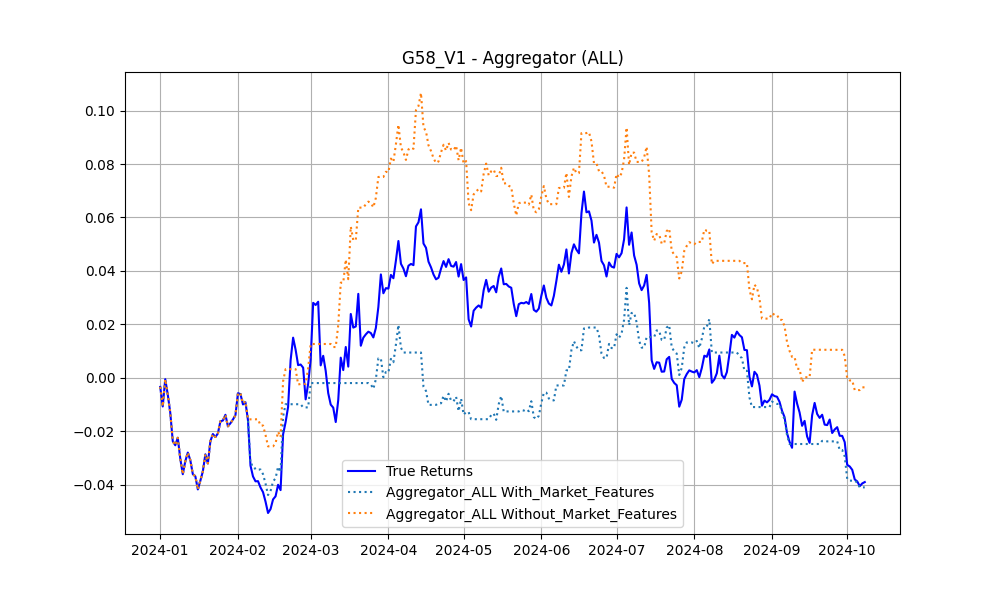 G58_V1 - Aggregator (ALL)
0.10
0.08
0.06
0.04
0.02
0.00
−0.02
−0.04
True Returns
Aggregator_ALL With_Market_Features
Aggregator_ALL Without_Market_Features
2024-01 2024-02 2024-03 2024-04 2024-05 2024-06 2024-07 2024-08 2024-09 2024-10